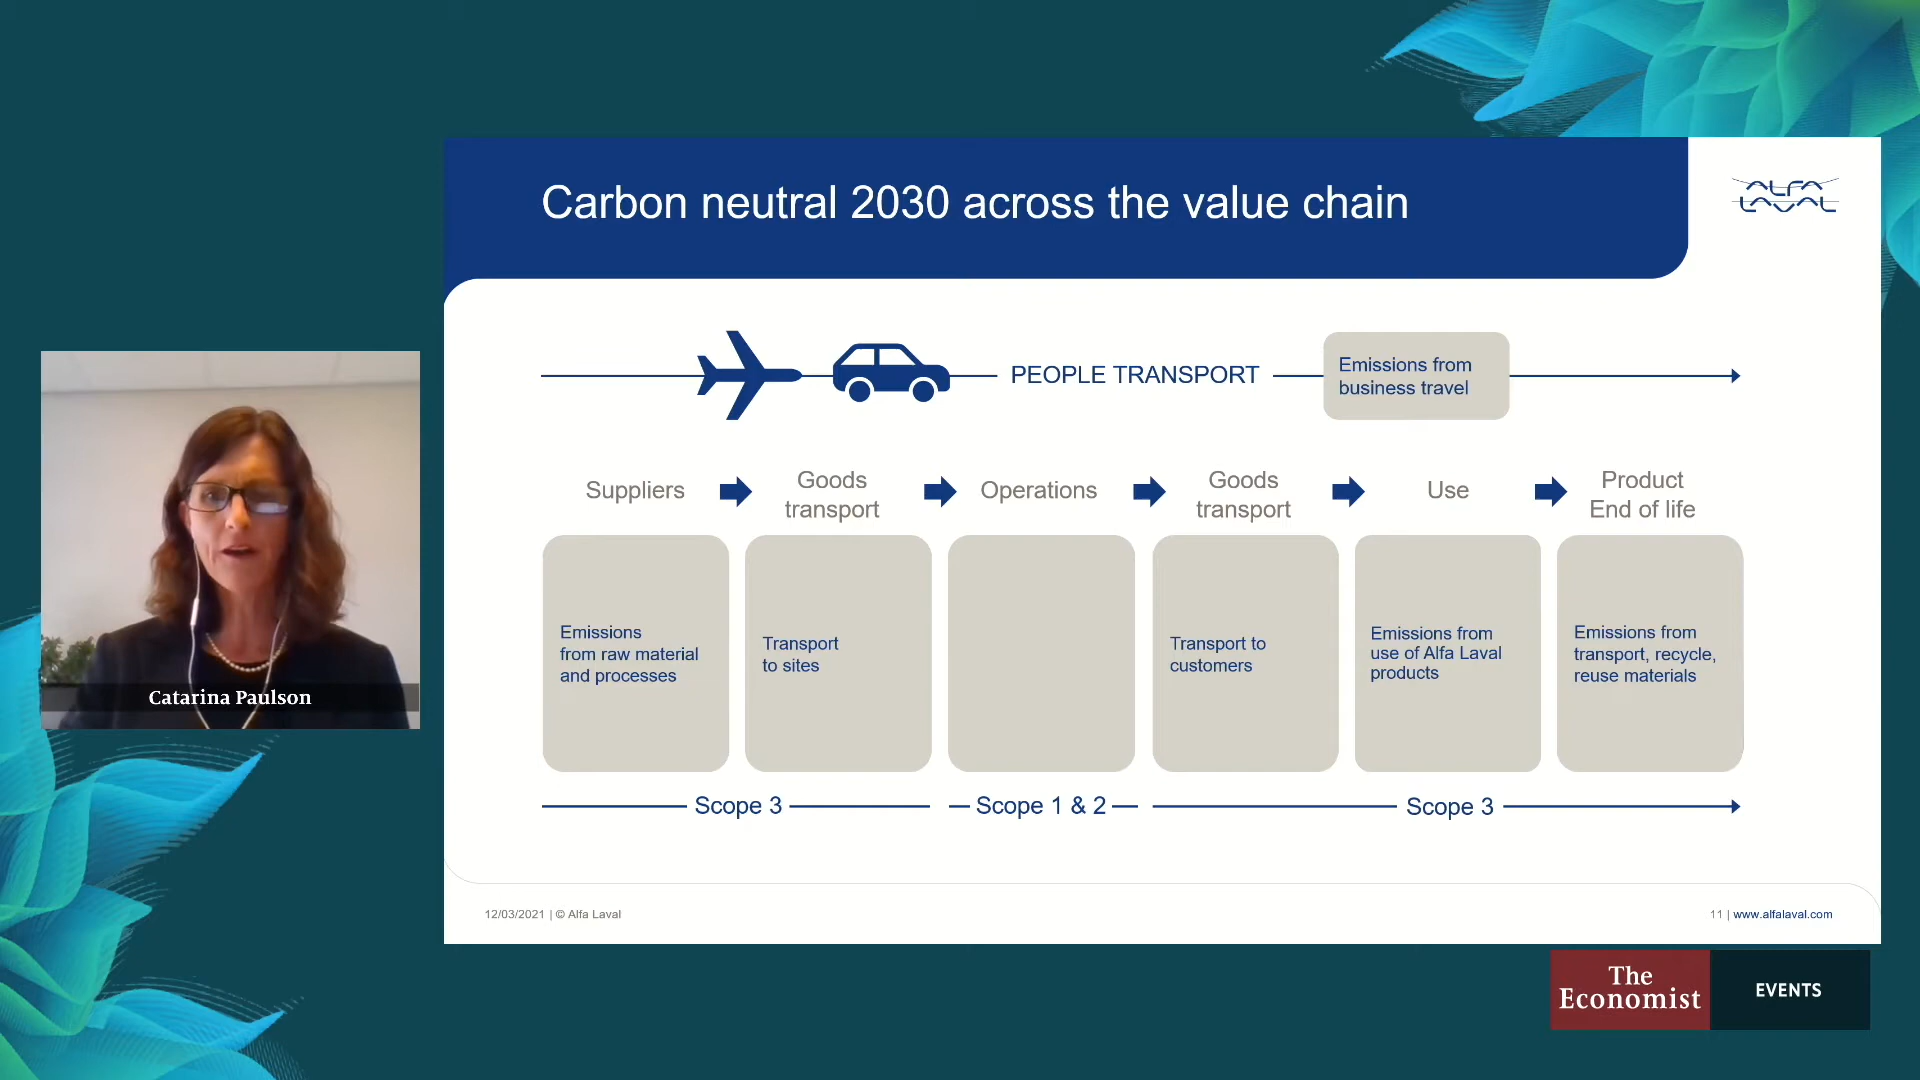 Carbon neutral 2030 across the value chain
ALFA
LAVAL
PEOPLE TRANSPORT
Emissions from
business travel
Suppliers
Goods
transport
Operations
Goods
transport
Use
Product
End of life
Emissions
from raw material
and processes
Transport
to sites
Transport to
customers
Emissions from
use of Alfa Laval
products
Emissions from
transport, recycle,
reuse materials
Scope 3
Scope 1 & 2
Scope 3
12/03/2021 | © Alfa Laval
11 | www.alfalaval.com
Catarina Paulson
The
Economist
EVENTS